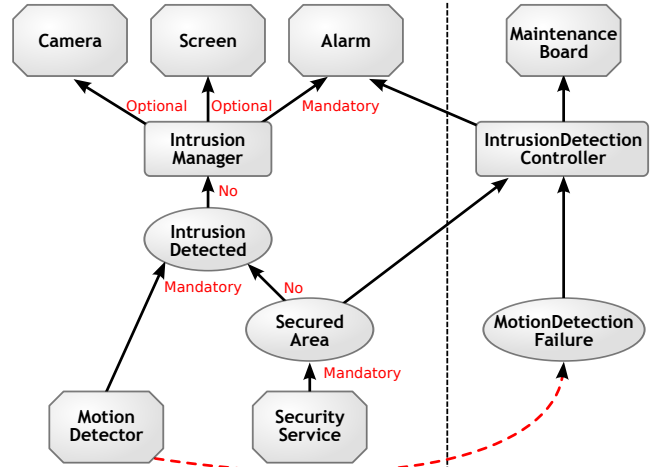 Camera
Screen
Alarm
Maintenance
Board
Optional
Optional
Mandatory
Intrusion
Manager
IntrusionDetection
Controller
No
Intrusion
Detected
Mandatory
No
Secured
Area
MotionDetection
Failure
Mandatory
Motion
Detector
Security
Service